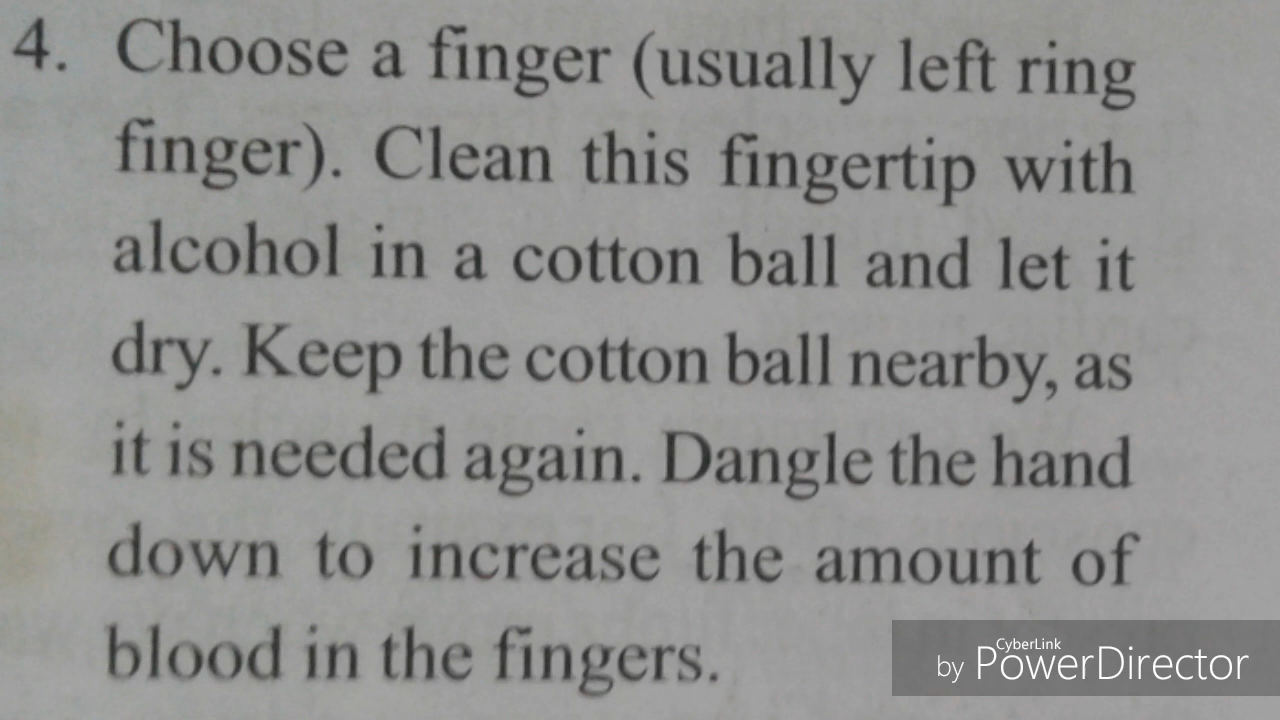 4. Choose a finger (usually left ring
finger). Clean this fingertip with
alcohol in a cotton ball and let it
dry. Keep the cotton ball nearby, as
it is needed again. Dangle the hand
down to increase the amount of
blood in the fingers.
by CyberLink PowerDirector